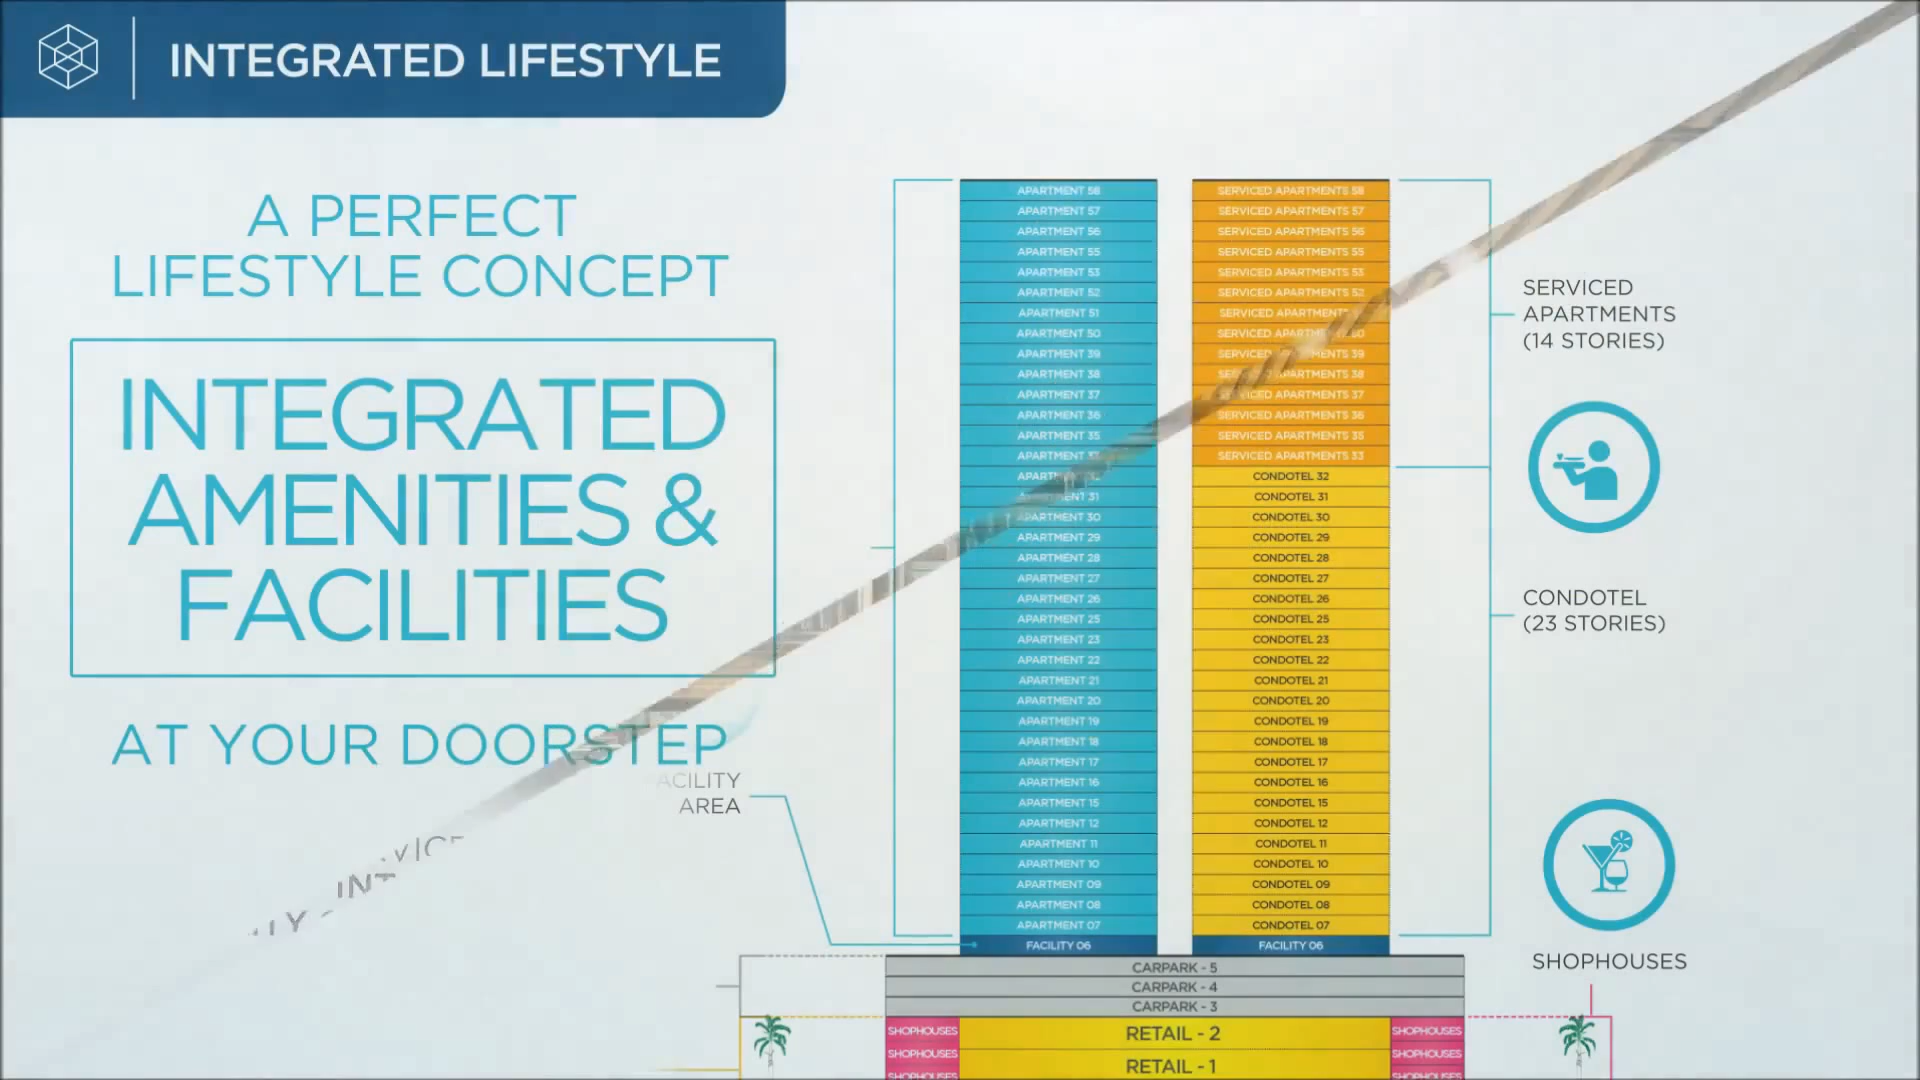 INTEGRATED LIFESTYLE
A PERFECT
LIFESTYLE CONCEPT
INTEGRATED
AMENITIES &
FACILITIES
AT YOUR DOORSTEP
AREA
APARTMENT 58
APARTMENT 57
APARTMENT 56
APARTMENT 55
APARTMENT 53
APARTMENT 52
APARTMENT 51
APARTMENT 50
APARTMENT 39
APARTMENT 38
APARTMENT 37
APARTMENT 36
APARTMENT 35
APARTMENT 30
APARTMENT 29
APARTMENT 28
APARTMENT 27
APARTMENT 26
APARTMENT 25
APARTMENT 23
APARTMENT 22
APARTMENT 21
APARTMENT 20
APARTMENT 19
APARTMENT 18
APARTMENT 17
APARTMENT 16
APARTMENT 15
APARTMENT 12
APARTMENT 11
APARTMENT 10
APARTMENT 09
APARTMENT 08
APARTMENT 07
FACILITY 06
SERVICED APARTMENTS 58
SERVICED APARTMENTS 57
SERVICED APARTMENTS 56
SERVICED APARTMENTS 55
SERVICED APARTMENTS 53
SERVICED APARTMENTS 52
SERVICED APARTMENTS
SERVICED
SERVICED
SERVICED APARTMENTS 36
SERVICED APARTMENTS 35
SERVICED APARTMENTS 33
CONDOTEL 32
CONDOTEL 31
CONDOTEL 30
CONDOTEL 29
CONDOTEL 28
CONDOTEL 27
CONDOTEL 26
CONDOTEL 25
CONDOTEL 23
CONDOTEL 22
CONDOTEL 21
CONDOTEL 20
CONDOTEL 19
CONDOTEL 18
CONDOTEL 17
CONDOTEL 16
CONDOTEL 15
CONDOTEL 12
CONDOTEL 11
CONDOTEL 10
CONDOTEL 09
CONDOTEL 08
CONDOTEL 07
FACILITY 06
SERVICED
APARTMENTS
(14 STORIES)
CONDOTEL
(23 STORIES)
SHOPHOUSES
CARPARK - 5
CARPARK - 4
CARPARK - 3
SHOPHOUSES
RETAIL - 2
SHOPHOUSES
SHOPHOUSES
RETAIL - 1
SHOPHOUSES
SHOPHOUSES
SHOPHOUSES